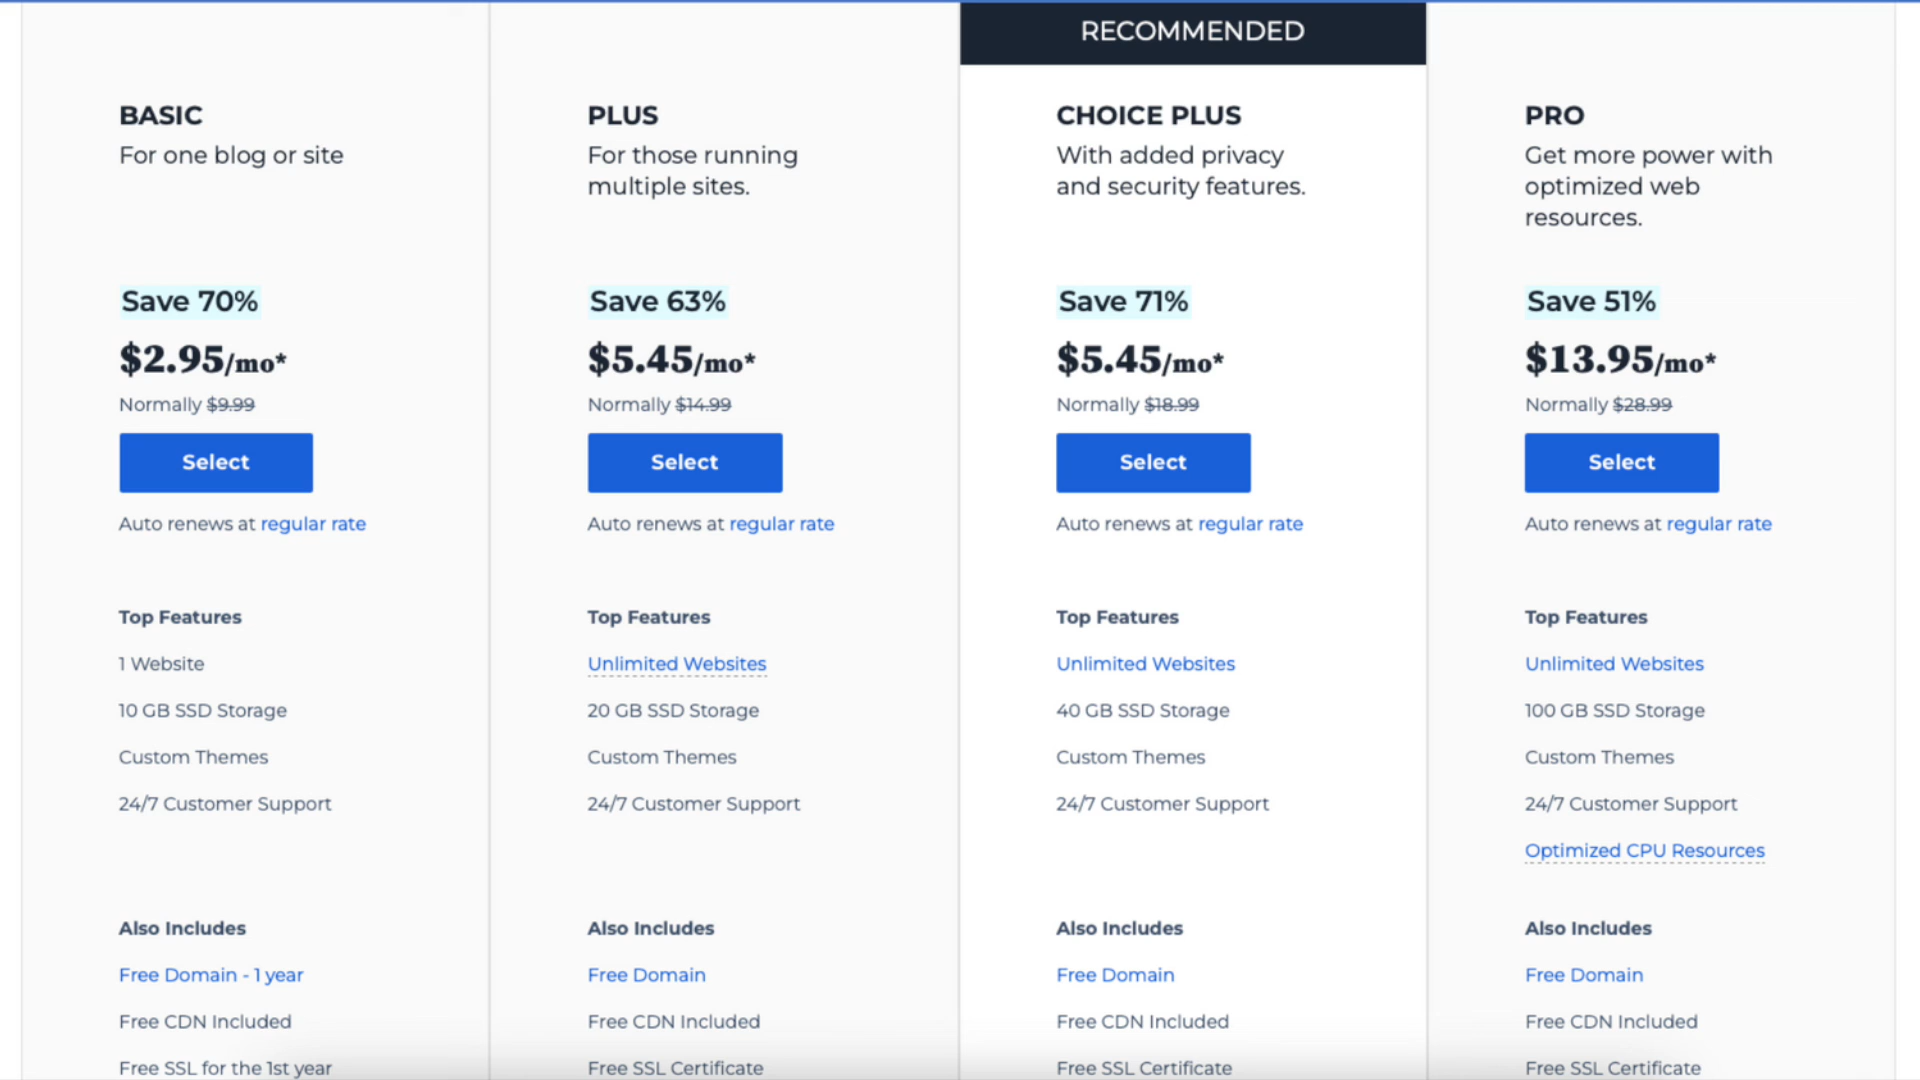 RECOMMENDED
BASIC
For one blog or site
Save 70%
$2.95/mo*
Normally $9.99
Select
Auto renews at regular rate
Top Features
1 Website
10 GB SSD Storage
Custom Themes
24/7 Customer Support
Also Includes
Free Domain - 1 year
Free CDN Included
Free SSL for the 1st year
PLUS
For those running
multiple sites.
Save 63%
$5.45/mo*
Normally $14.99
Select
Auto renews at regular rate
Top Features
Unlimited Websites
20 GB SSD Storage
Custom Themes
24/7 Customer Support
Also Includes
Free Domain
Free CDN Included
Free SSL Certificate
CHOICE PLUS
With added privacy
and security features.
Save 71%
$5.45/mo*
Normally $18.99
Select
Auto renews at regular rate
Top Features
Unlimited Websites
40 GB SSD Storage
Custom Themes
24/7 Customer Support
Also Includes
Free Domain
Free CDN Included
Free SSL Certificate
PRO
Get more power with
optimized web
resources.
Save 51%
$13.95/mo*
Normally $28.99
Select
Auto renews at regular rate
Top Features
Unlimited Websites
100 GB SSD Storage
Custom Themes
24/7 Customer Support
Optimized CPU Resources
Also Includes
Free Domain
Free CDN Included
Free SSL Certificate